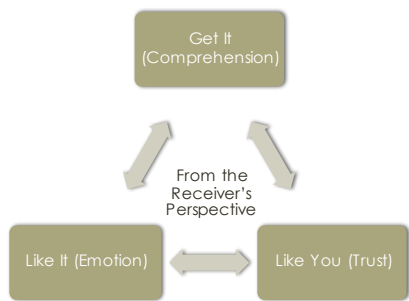 Get It
(Comprehension)
From the
Receiver's
Perspective
Like It (Emotion)
Like You (Trust)